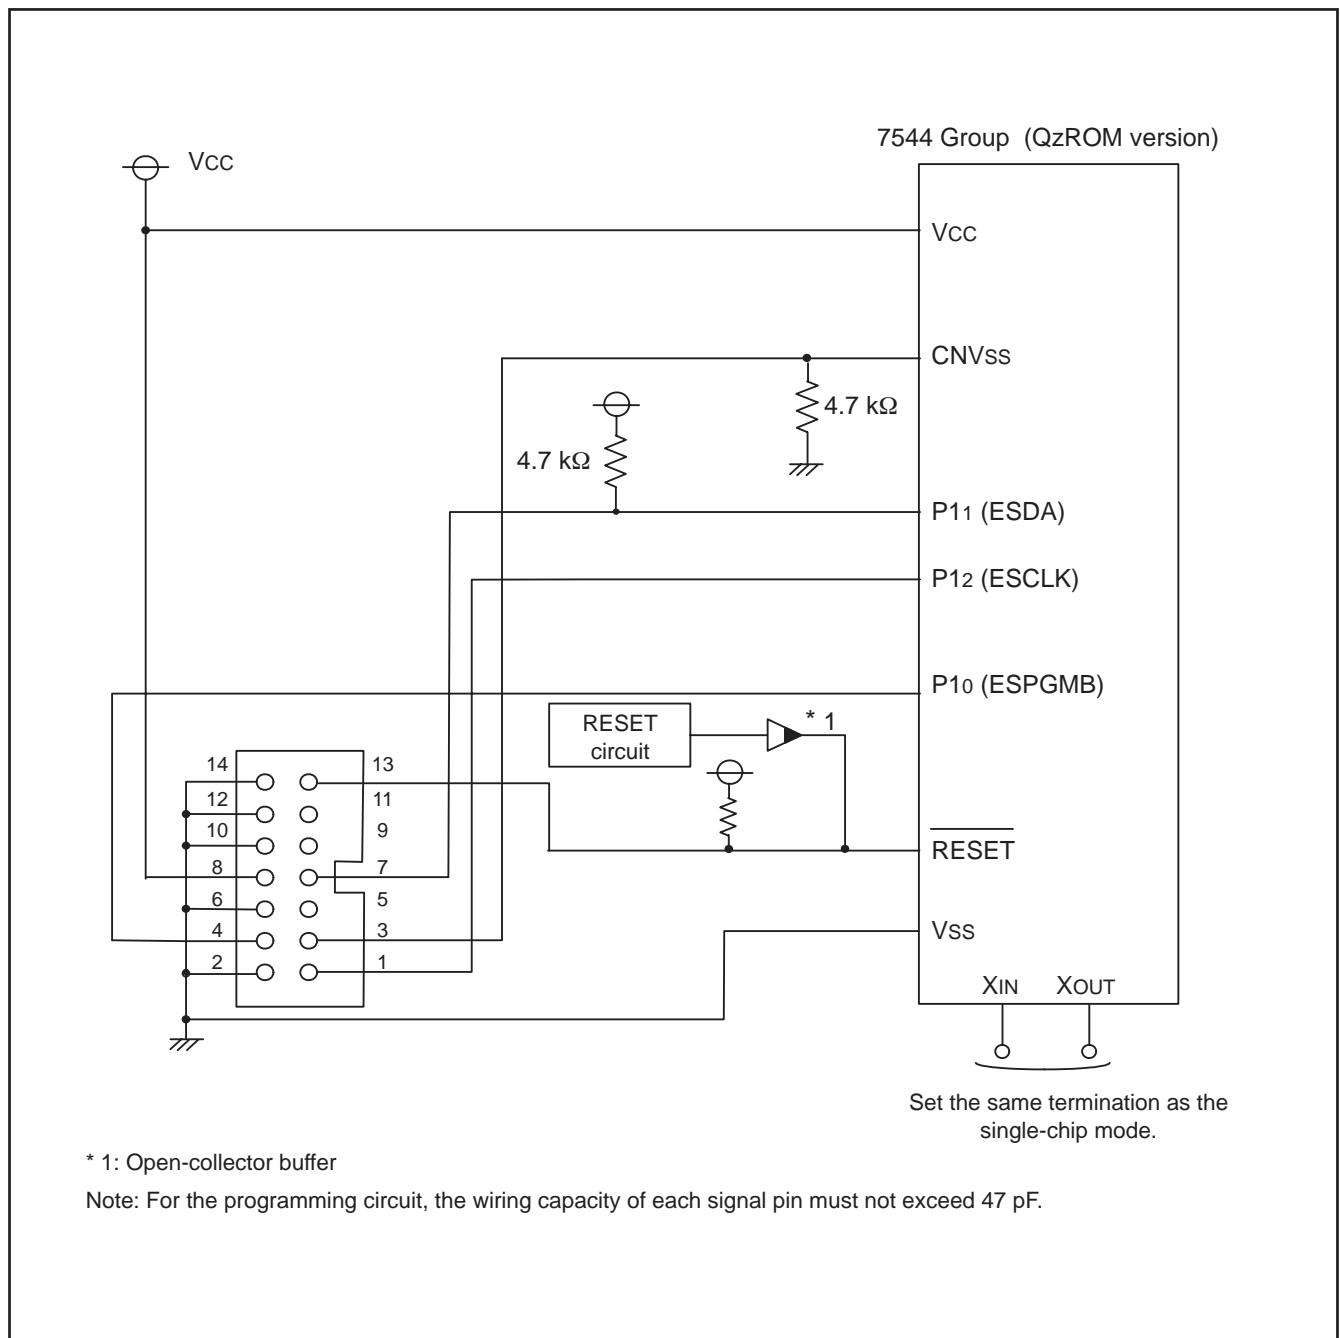 7544 Group (QzROM version)
VCC
VCC
CNVSS
4.7 kΩ
4.7 kΩ
P11 (ESDA)
P12 (ESCLK)
P10 (ESPGMB)
RESET
circuit
* 1
14
13
12
11
10
9
8
7
6
5
4
3
2
1
RESET
VSS
XIN XOUT
Set the same termination as the
single-chip mode.
* 1: Open-collector buffer
Note: For the programming circuit, the wiring capacity of each signal pin must not exceed 47 pF.